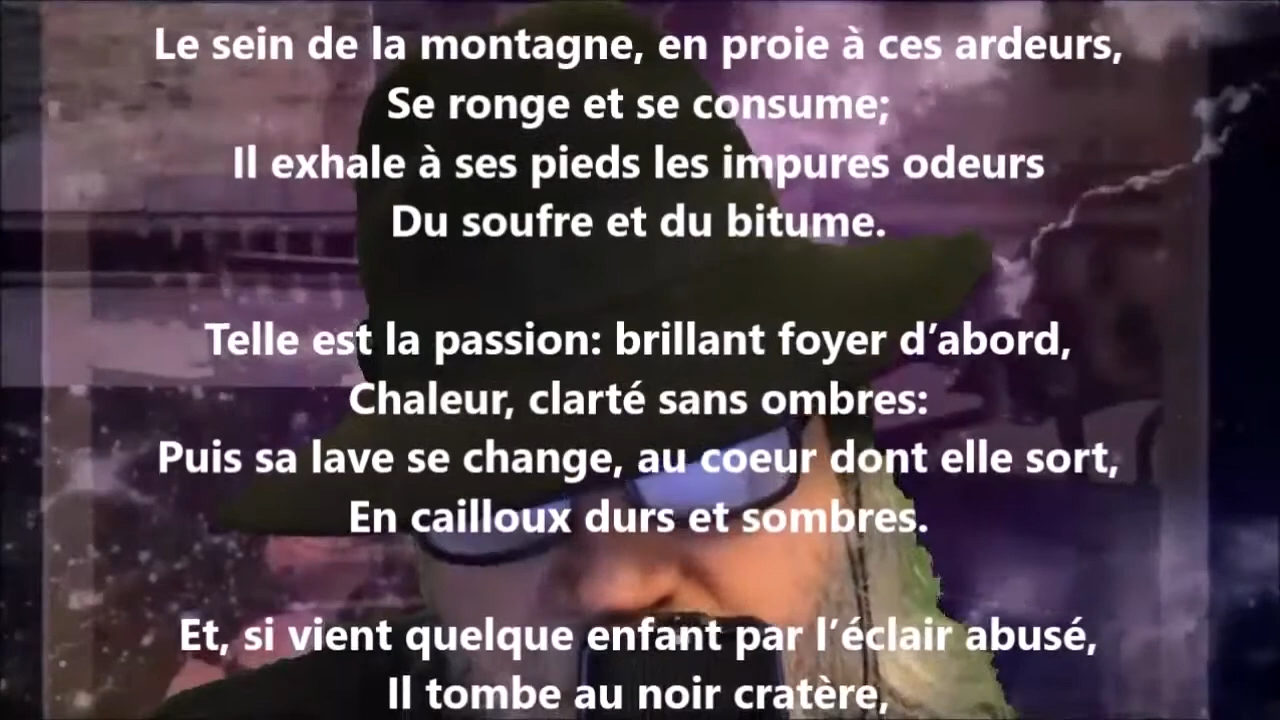 Le sein de la montagne, en proie à ces ardeurs,
Se ronge et se consume;
Il exhale à ses pieds les impures odeurs
Du soufre et du bitume.
Telle est la passion: brillant foyer d’abord,
Chaleur, clarté sans ombres:
Puis sa lave se change, au coeur dont elle sort,
En cailloux durs et sombres.
Et, si vient quelque enfant par l’éclair abusé,
Il tombe au noir cratère,